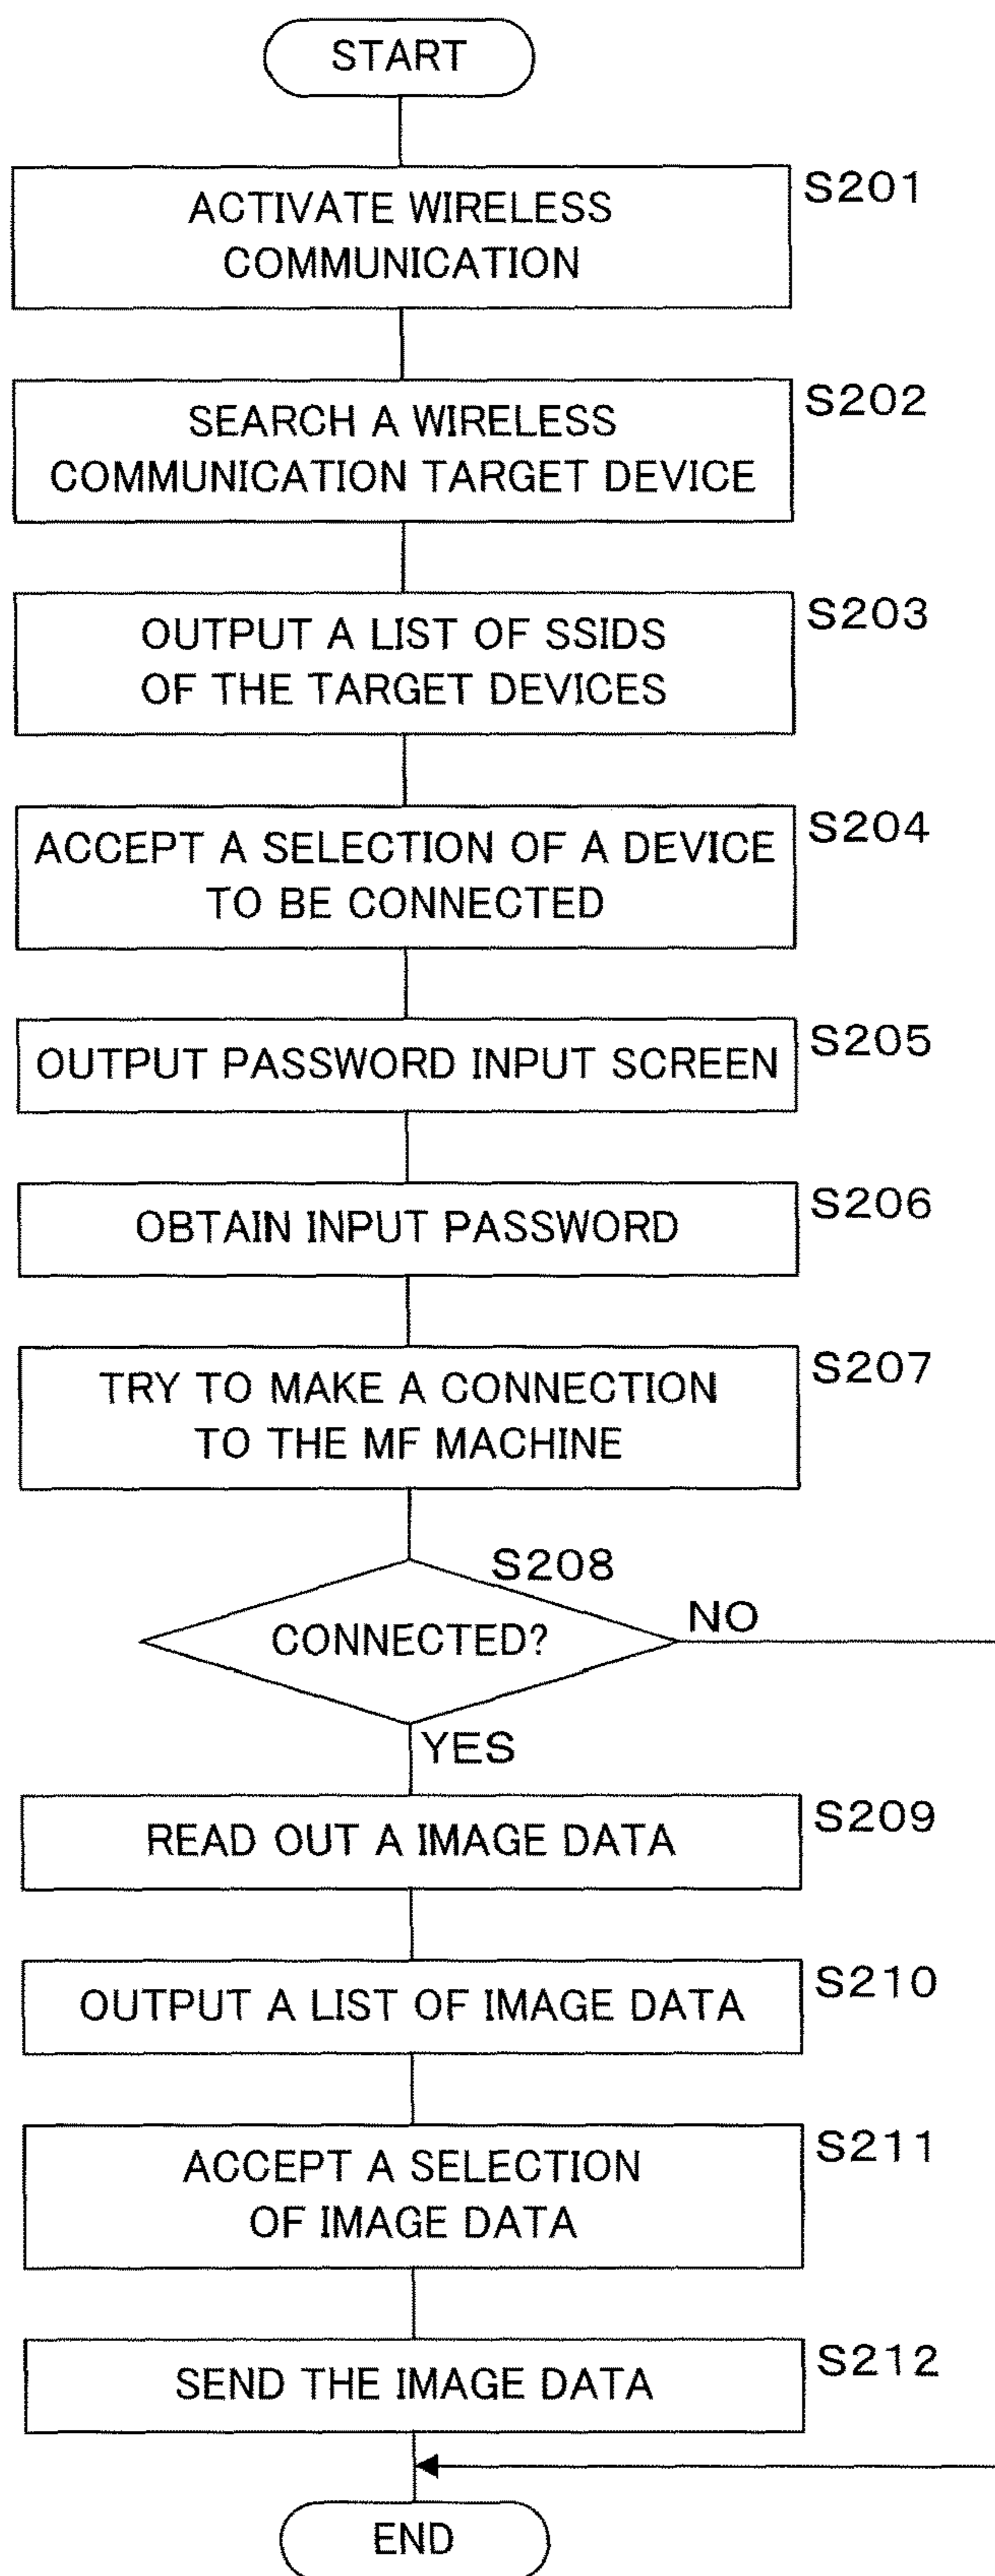 START
S201
ACTIVATE WIRELESS
COMMUNICATION
S202
SEARCH A WIRELESS
COMMUNICATION TARGET DEVICE
S203
OUTPUT A LIST OF SSIDS
OF THE TARGET DEVICES
S204
ACCEPT A SELECTION OF A DEVICE
TO BE CONNECTED
S205
OUTPUT PASSWORD INPUT SCREEN
S206
OBTAIN INPUT PASSWORD
S207
TRY TO MAKE A CONNECTION
TO THE MF MACHINE
S208
CONNECTED?
NO
YES
S209
READ OUT A IMAGE DATA
S210
OUTPUT A LIST OF IMAGE DATA
S211
ACCEPT A SELECTION
OF IMAGE DATA
S212
SEND THE IMAGE DATA
END